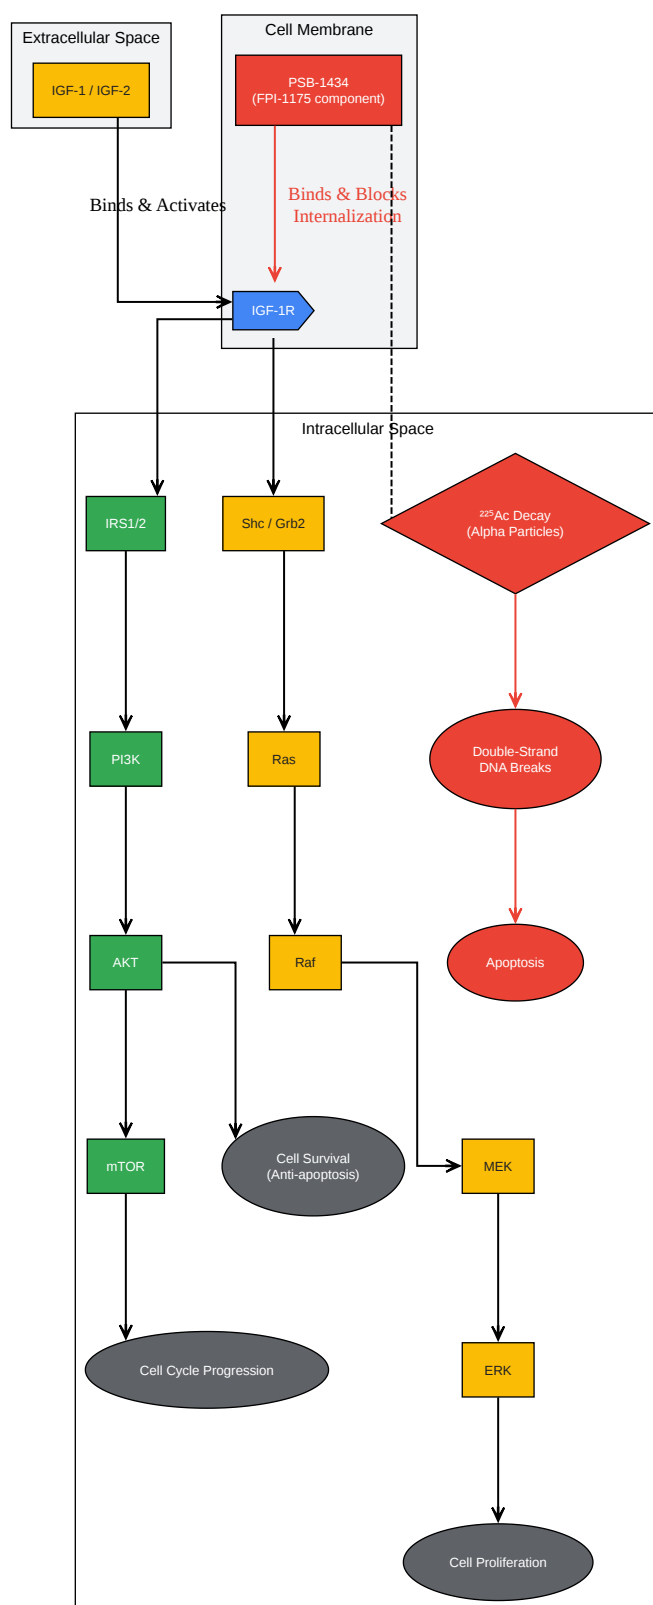 Extracellular Space
IGF-1 / IGF-2
Cell Membrane
PSB-1434
(FPI-1175 component)
Binds & Activates
Binds & Blocks
Internalization
IGF-1R
Intracellular Space
IRS1/2
Shc / Grb2
²²⁵Ac Decay
(Alpha Particles)
PI3K
Ras
Double-Strand
DNA Breaks
AKT
Raf
Apoptosis
mTOR
Cell Survival
(Anti-apoptosis)
MEK
Cell Cycle Progression
ERK
Cell Proliferation